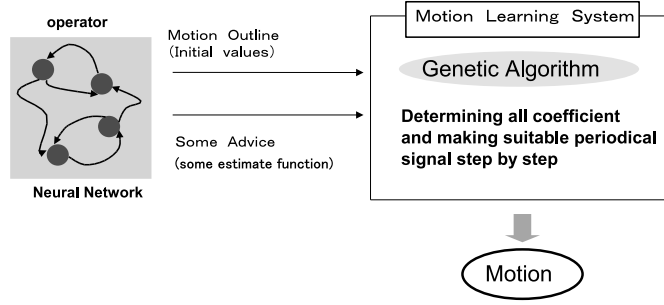 operator
Neural Network
Motion Outline
(Initial values)
Some Advice
(some estimate function)
Motion Learning System
Genetic Algorithm
Determining all coefficient
and making suitable periodical
signal step by step
Motion